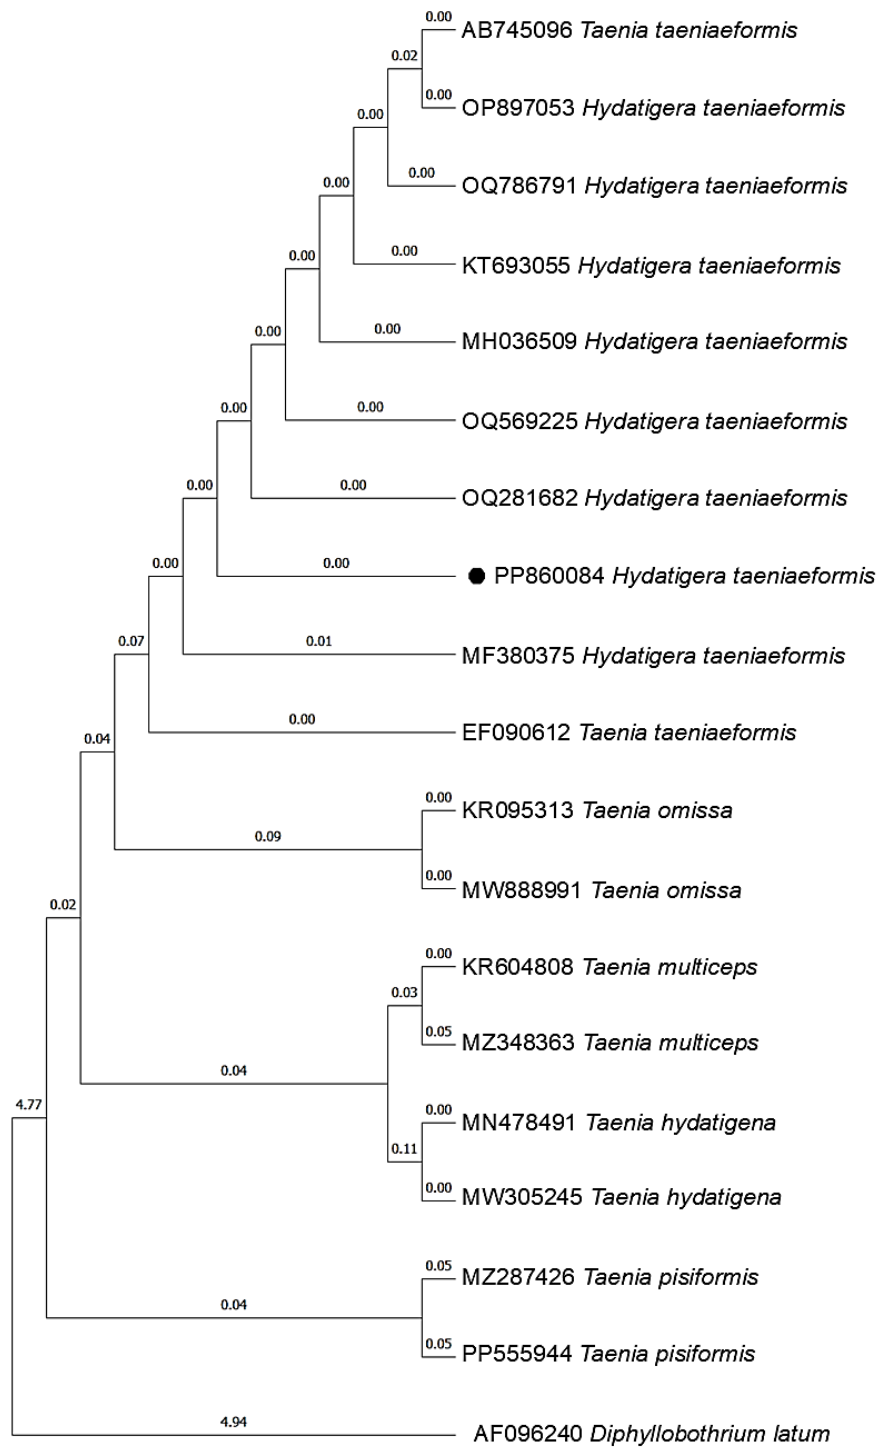 0.00
AB745096 Taenia taeniaeformis
0.02
0.00
OP897053 Hydatigera taeniaeformis
0.00
0.00
OQ786791 Hydatigera taeniaeformis
0.00
0.00
KT693055 Hydatigera taeniaeformis
0.00
0.00
MH036509 Hydatigera taeniaeformis
0.00
0.00
OQ569225 Hydatigera taeniaeformis
0.00
0.00
OQ281682 Hydatigera taeniaeformis
0.00
0.00
PP860084 Hydatigera taeniaeformis
0.00
0.01
MF380375 Hydatigera taeniaeformis
0.07
0.00
EF090612 Taenia taeniaeformis
0.04
0.00
KR095313 Taenia omissa
0.09
0.00
MW888991 Taenia omissa
0.02
0.00
KR604808 Taenia multiceps
0.03
0.05
MZ348363 Taenia multiceps
0.04
0.00
MN478491 Taenia hydatigena
4.77
0.11
0.00
MW305245 Taenia hydatigena
0.05
MZ287426 Taenia pisiformis
0.04
0.05
PP555944 Taenia pisiformis
4.94
AF096240 Diphyllobothrium latum